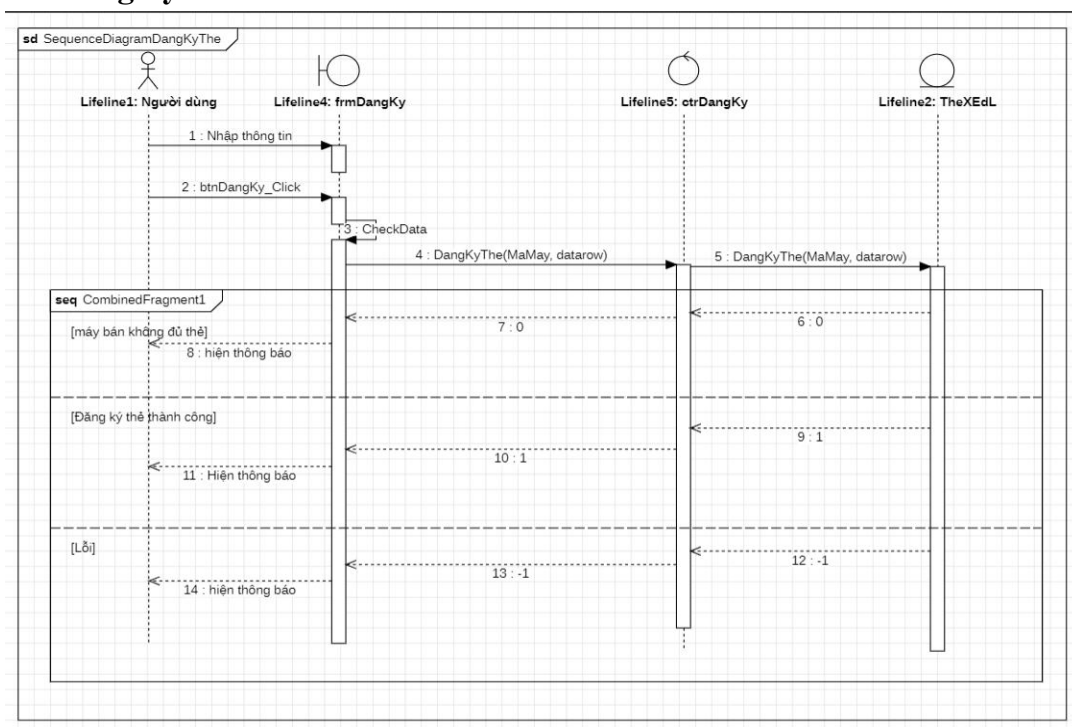 sd SequenceDiagramDangKyThe
Lifeline1: Người dùng
Lifeline4: frmDangKy
Lifeline5: ctrDangKy
Lifeline2: TheXEdL
1 : Nhập thông tin
2 : btnDangKy_Click
3 : CheckData
4 : DangKyThe(MaMay, datarow)
5 : DangKyThe(MaMay, datarow)
seq CombinedFragment1
[máy bán không đủ thẻ]
6 : 0
7 : 0
8 : hiện thông báo
[Đăng ký thẻ thành công]
9 : 1
10 : 1
11 : Hiện thông báo
[Lỗi]
12 : -1
13 : -1
14 : hiện thông báo